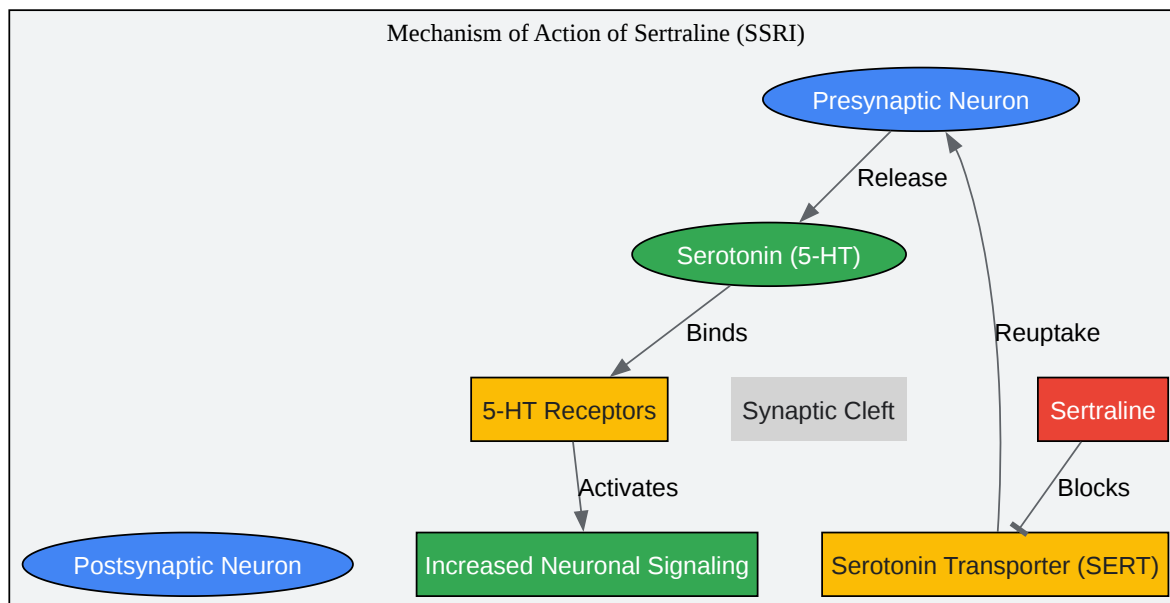 Mechanism of Action of Sertraline (SSRI)
Presynaptic Neuron
Release
Serotonin (5-HT)
Binds
Reuptake
5-HT Receptors
Synaptic Cleft
Sertraline
Activates
Blocks
Postsynaptic Neuron
Increased Neuronal Signaling
Serotonin Transporter (SERT)